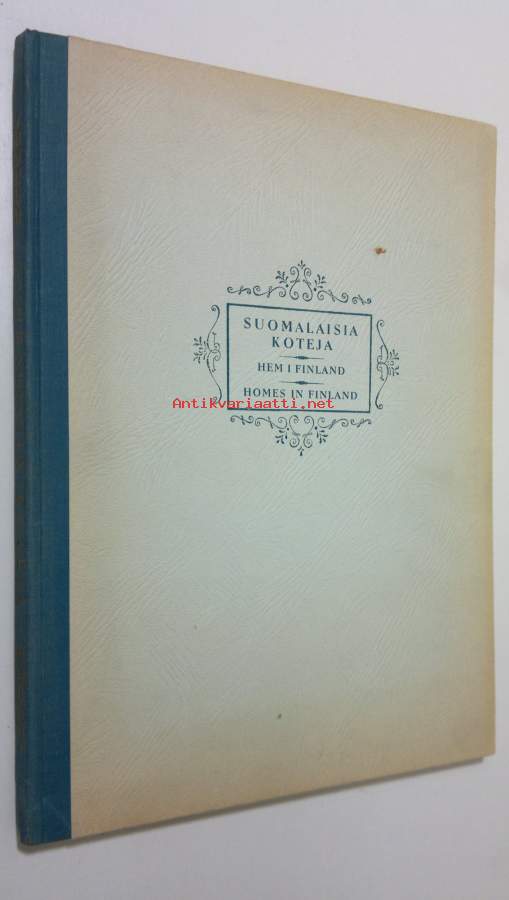 SUOMALAISIA
KOTEJA
HEM I FINLAND
HOMES IN FINLAND
Antikvariaatti.net